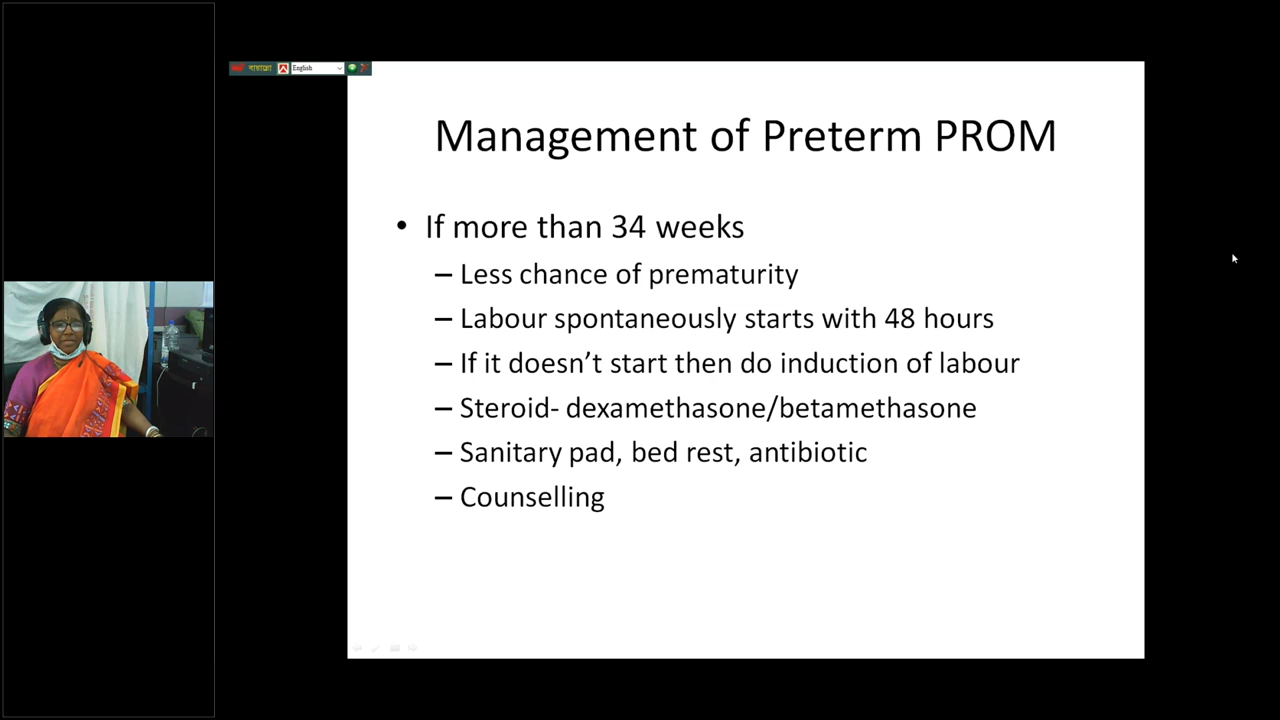 বায়ান্নো English
Management of Preterm PROM
• If more than 34 weeks
– Less chance of prematurity
– Labour spontaneously starts with 48 hours
– If it doesn’t start then do induction of labour
– Steroid- dexamethasone/betamethasone
– Sanitary pad, bed rest, antibiotic
– Counselling